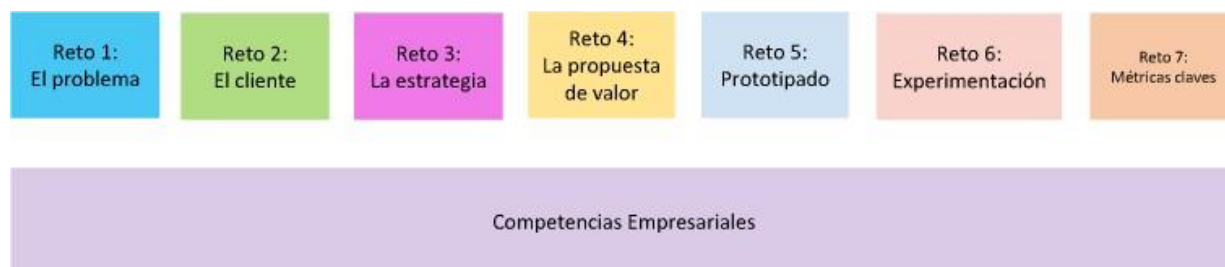 Reto 1:
El problema
Reto 2:
El cliente
Reto 3:
La estrategia
Reto 4:
La propuesta
de valor
Reto 5:
Prototipado
Reto 6:
Experimentación
Reto 7:
Métricas claves
Competencias Empresariales